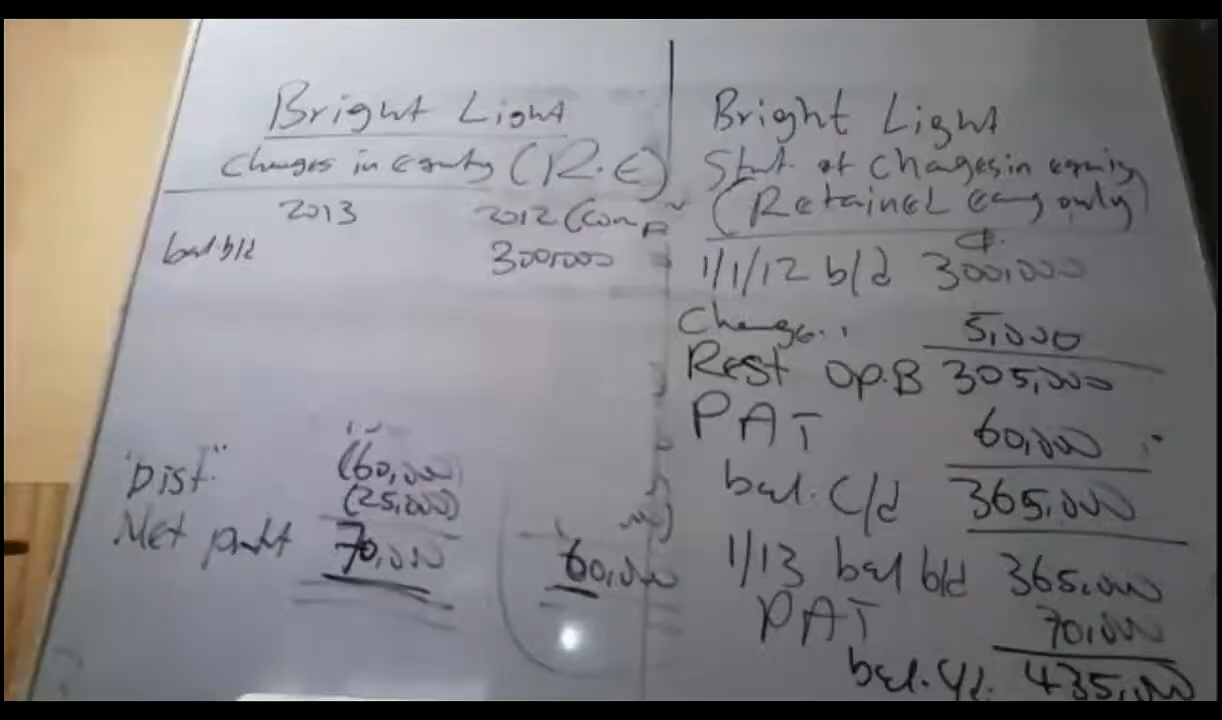 Bright Light
Changes in equity (R.E)
2013 2012 (Comp
bal b/d 300,000
"Dist" (60,000)
(25,000)
Net profit 70,000 60,000
Bright Light
Stmt. of Changes in equity
(Retained earng only)
1/1/12 b/d 300,000
Change.. 5,000
Rest Op.B 305,000
PAT 60,000
bal. C/d 365,000
1/13 bal b/d 365,000
PAT 70,000
bal. c/d. 435,000